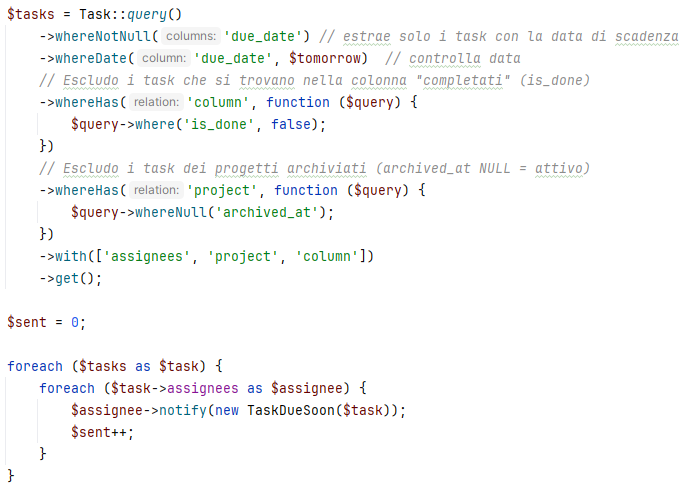 $tasks = Task::query()
    ->whereNotNull( columns: 'due_date') // estrae solo i task con la data di scadenza
    ->whereDate( column: 'due_date', $tomorrow)  // controlla data
    // Escludo i task che si trovano nella colonna "completati" (is_done)
    ->whereHas( relation: 'column', function ($query) {
        $query->where('is_done', false);
    })
    // Escludo i task dei progetti archiviati (archived_at NULL = attivo)
    ->whereHas( relation: 'project', function ($query) {
        $query->whereNull('archived_at');
    })
    ->with(['assignees', 'project', 'column'])
    ->get();

$sent = 0;

foreach ($tasks as $task) {
    foreach ($task->assignees as $assignee) {
        $assignee->notify(new TaskDueSoon($task));
        $sent++;
    }
}